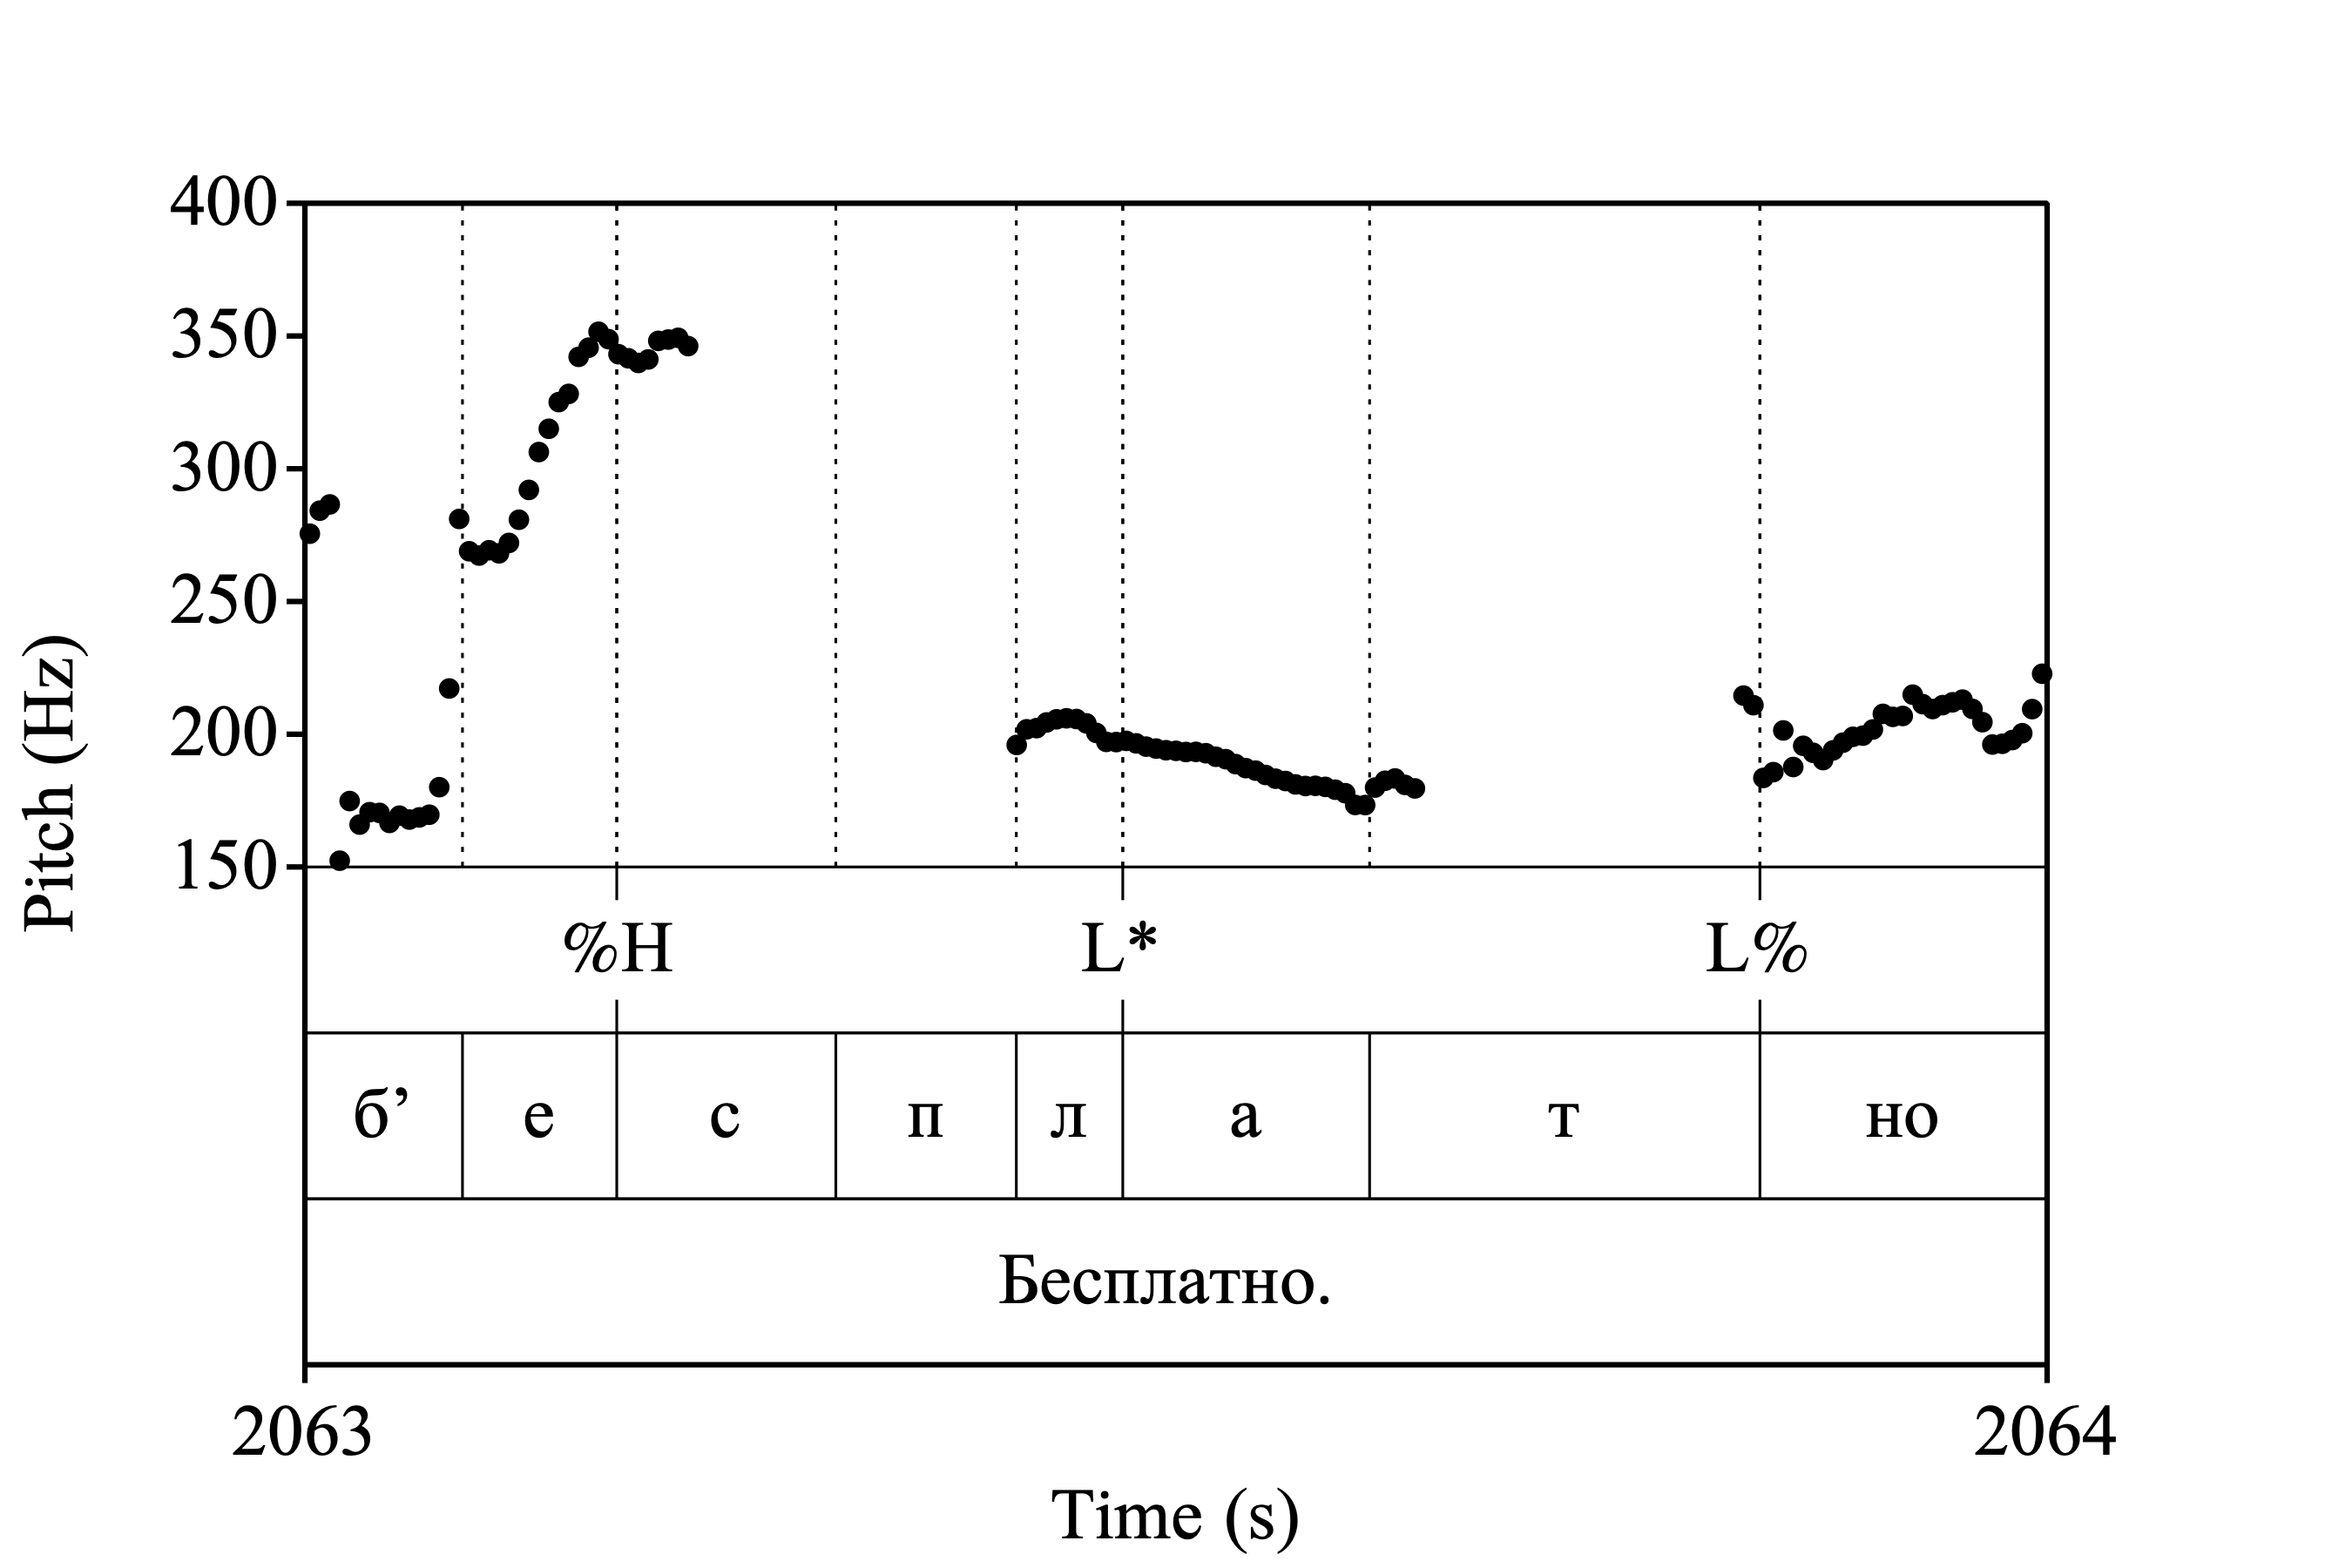 400
350
300
250
200
150
Pitch (Hz)
%H L* L%
б’ е с п л а т но
Бесплатно.
2063 2064
Time (s)